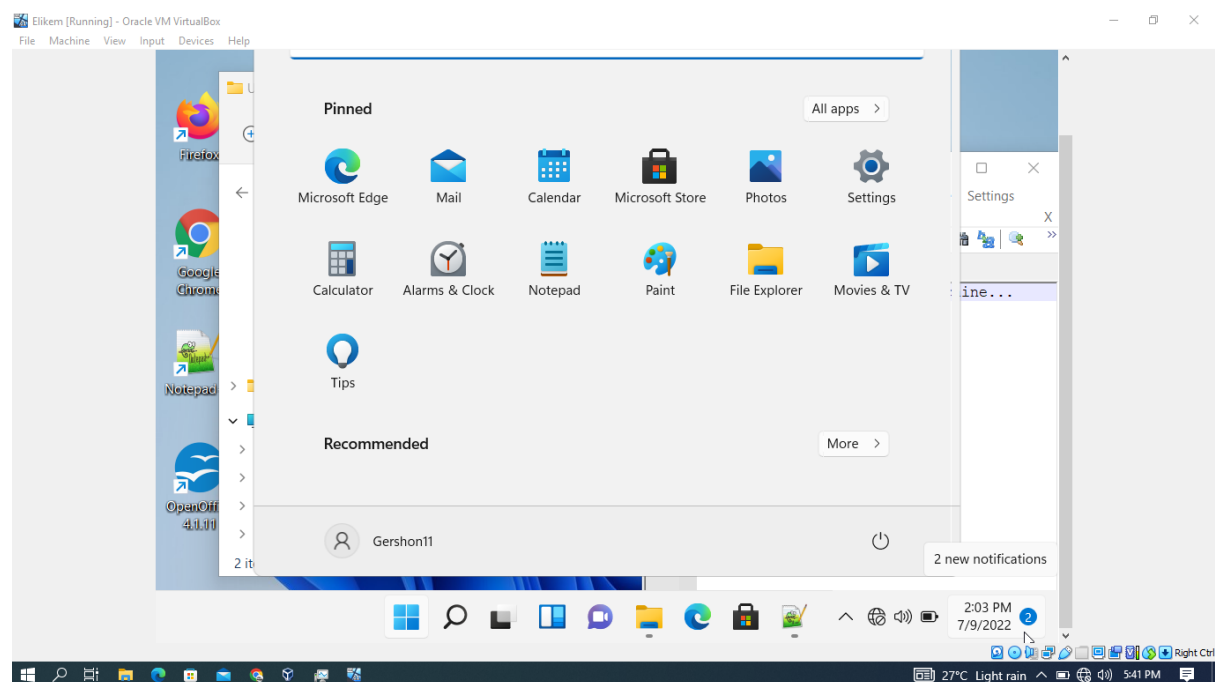 Elikem [Running] - Oracle VM VirtualBox
File Machine View Input Devices Help
Pinned
All apps >
Firefox
Microsoft Edge Mail Calendar Microsoft Store Photos Settings
Settings
X
Google
Chrome
Calculator Alarms & Clock Notepad Paint File Explorer Movies & TV
ine...
Tips
Notepad
Recommended
More >
OpenOffi
4.1.11
Gershon11
2 it
2 new notifications
2:03 PM
7/9/2022
2
Right Ctrl
27°C Light rain 5:41 PM